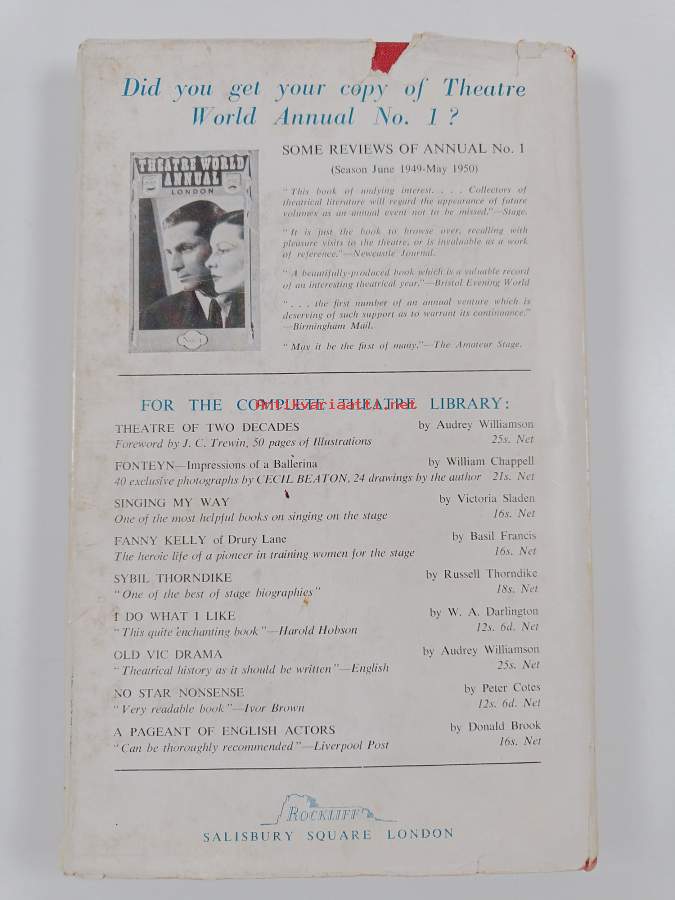 Did you get your copy of Theatre
World Annual No. 1 ?
THEATRE WORLD
ANNUAL
LONDON
No. 1
SOME REVIEWS OF ANNUAL No. 1
(Season June 1949-May 1950)
"This book of undying interest. . . . Collectors of
theatrical literature will regard the appearance of future
volumes as an annual event not to be missed."—Stage.
"It is just the book to browse over, recalling with
pleasure visits to the theatre, or is invaluable as a work
of reference."—Newcastle Journal.
"A beautifully-produced book which is a valuable record
of an interesting theatrical year."—Bristol Evening World
". . . the first number of an annual venture which is
deserving of such support as to warrant its continuance."
—Birmingham Mail.
"May it be the first of many."—The Amateur Stage.
FOR THE COMPLETE THEATRE LIBRARY:
Antikvariaatti.net
THEATRE OF TWO DECADES by Audrey Williamson
Foreword by J. C. Trewin, 50 pages of Illustrations 25s. Net
FONTEYN—Impressions of a Ballerina by William Chappell
40 exclusive photographs by CECIL BEATON, 24 drawings by the author 21s. Net
SINGING MY WAY by Victoria Sladen
One of the most helpful books on singing on the stage 16s. Net
FANNY KELLY of Drury Lane by Basil Francis
The heroic life of a pioneer in training women for the stage 16s. Net
SYBIL THORNDIKE by Russell Thorndike
"One of the best of stage biographies" 18s. Net
I DO WHAT I LIKE by W. A. Darlington
"This quite enchanting book"—Harold Hobson 12s. 6d. Net
OLD VIC DRAMA by Audrey Williamson
"Theatrical history as it should be written"—English 25s. Net
NO STAR NONSENSE by Peter Cotes
"Very readable book"—Ivor Brown 12s. 6d. Net
A PAGEANT OF ENGLISH ACTORS by Donald Brook
"Can be thoroughly recommended"—Liverpool Post 16s. Net
ROCKLIFF
SALISBURY SQUARE LONDON